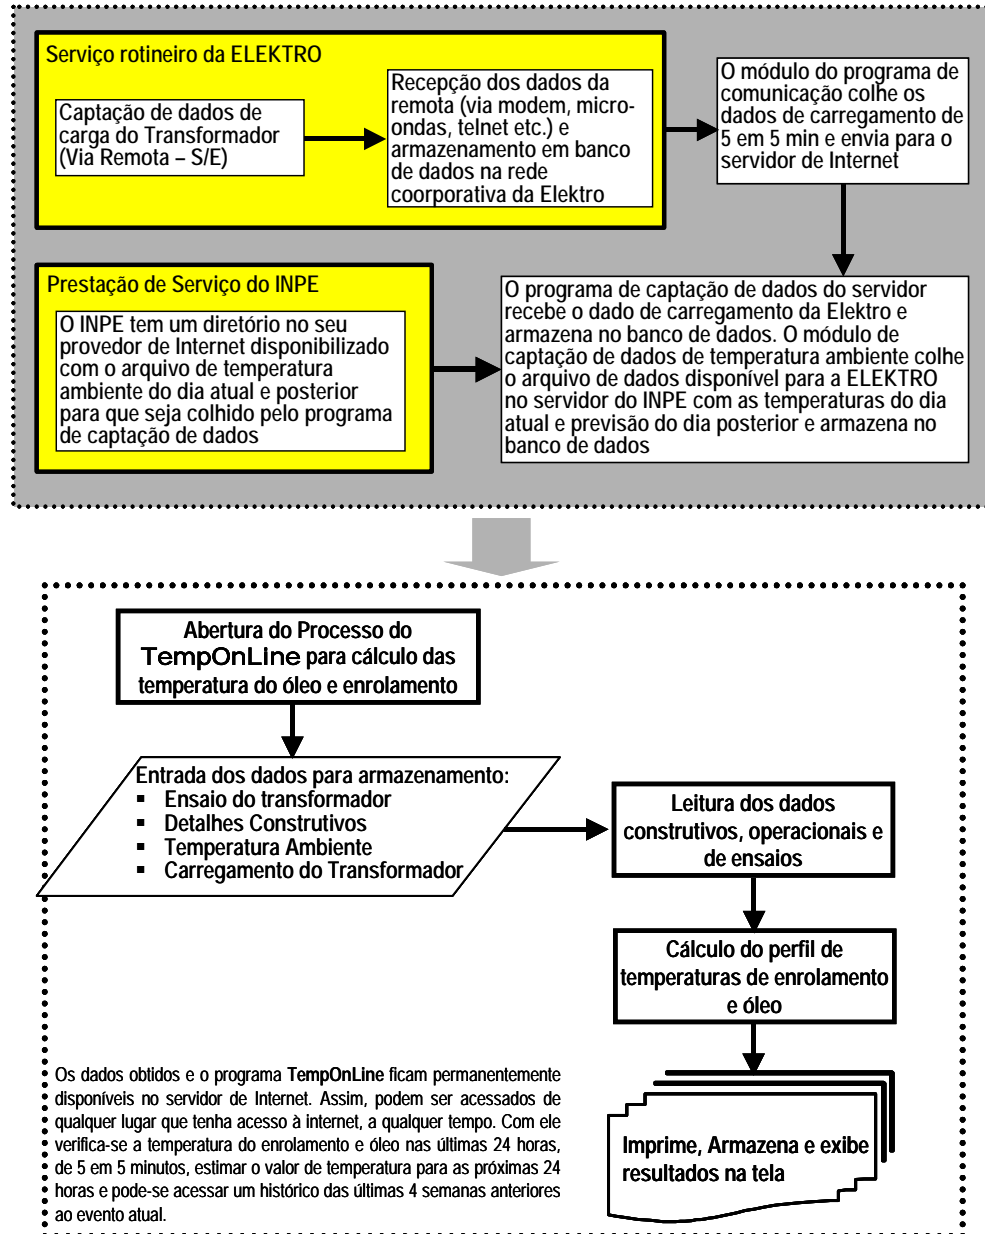 Serviço rotineiro da ELEKTRO
Captação de dados de
carga do Transformador
(Via Remota – S/E)
Recepção dos dados da
remota (via modem, micro-
ondas, telnet etc.) e
armazenamento em banco
de dados na rede
coorporativa da Elektro
O módulo do programa de
comunicação colhe os
dados de carregamento de
5 em 5 min e envia para o
servidor de Internet
Prestação de Serviço do INPE
O INPE tem um diretório no seu
provedor de Internet disponibilizado
com o arquivo de temperatura
ambiente do dia atual e posterior
para que seja colhido pelo programa
de captação de dados
O programa de captação de dados do servidor
recebe o dado de carregamento da Elektro e
armazena no banco de dados. O módulo de
captação de dados de temperatura ambiente colhe
o arquivo de dados disponível para a ELEKTRO
no servidor do INPE com as temperaturas do dia
atual e previsão do dia posterior e armazena no
banco de dados
Abertura do Processo do
TempOnLine para cálculo das
temperatura do óleo e enrolamento
Entrada dos dados para armazenamento:
▪ Ensaio do transformador
▪ Detalhes Construtivos
▪ Temperatura Ambiente
▪ Carregamento do Transformador
Leitura dos dados
construtivos, operacionais e
de ensaios
Cálculo do perfil de
temperaturas de enrolamento
e óleo
Imprime, Armazena e exibe
resultados na tela
Os dados obtidos e o programa TempOnLine ficam permanentemente
disponíveis no servidor de Internet. Assim, podem ser acessados de
qualquer lugar que tenha acesso à internet, a qualquer tempo. Com ele
verifica-se a temperatura do enrolamento e óleo nas últimas 24 horas,
de 5 em 5 minutos, estimar o valor de temperatura para as próximas 24
horas e pode-se acessar um histórico das últimas 4 semanas anteriores
ao evento atual.